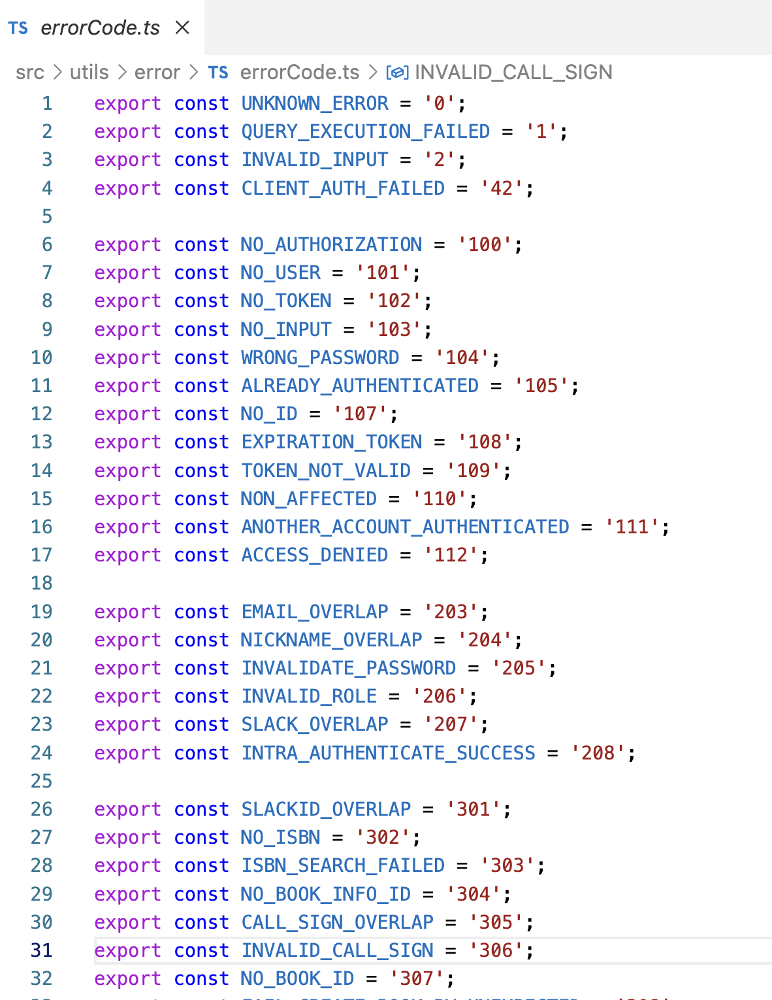 TS errorCode.ts ×
src > utils > error > TS errorCode.ts > INVALID_CALL_SIGN
1 export const UNKNOWN_ERROR = '0';
2 export const QUERY_EXECUTION_FAILED = '1';
3 export const INVALID_INPUT = '2';
4 export const CLIENT_AUTH_FAILED = '42';
5
6 export const NO_AUTHORIZATION = '100';
7 export const NO_USER = '101';
8 export const NO_TOKEN = '102';
9 export const NO_INPUT = '103';
10 export const WRONG_PASSWORD = '104';
11 export const ALREADY_AUTHENTICATED = '105';
12 export const NO_ID = '107';
13 export const EXPIRATION_TOKEN = '108';
14 export const TOKEN_NOT_VALID = '109';
15 export const NON_AFFECTED = '110';
16 export const ANOTHER_ACCOUNT_AUTHENTICATED = '111';
17 export const ACCESS_DENIED = '112';
18
19 export const EMAIL_OVERLAP = '203';
20 export const NICKNAME_OVERLAP = '204';
21 export const INVALIDATE_PASSWORD = '205';
22 export const INVALID_ROLE = '206';
23 export const SLACK_OVERLAP = '207';
24 export const INTRA_AUTHENTICATE_SUCCESS = '208';
25
26 export const SLACKID_OVERLAP = '301';
27 export const NO_ISBN = '302';
28 export const ISBN_SEARCH_FAILED = '303';
29 export const NO_BOOK_INFO_ID = '304';
30 export const CALL_SIGN_OVERLAP = '305';
31 export const INVALID_CALL_SIGN = '306';
32 export const NO_BOOK_ID = '307';